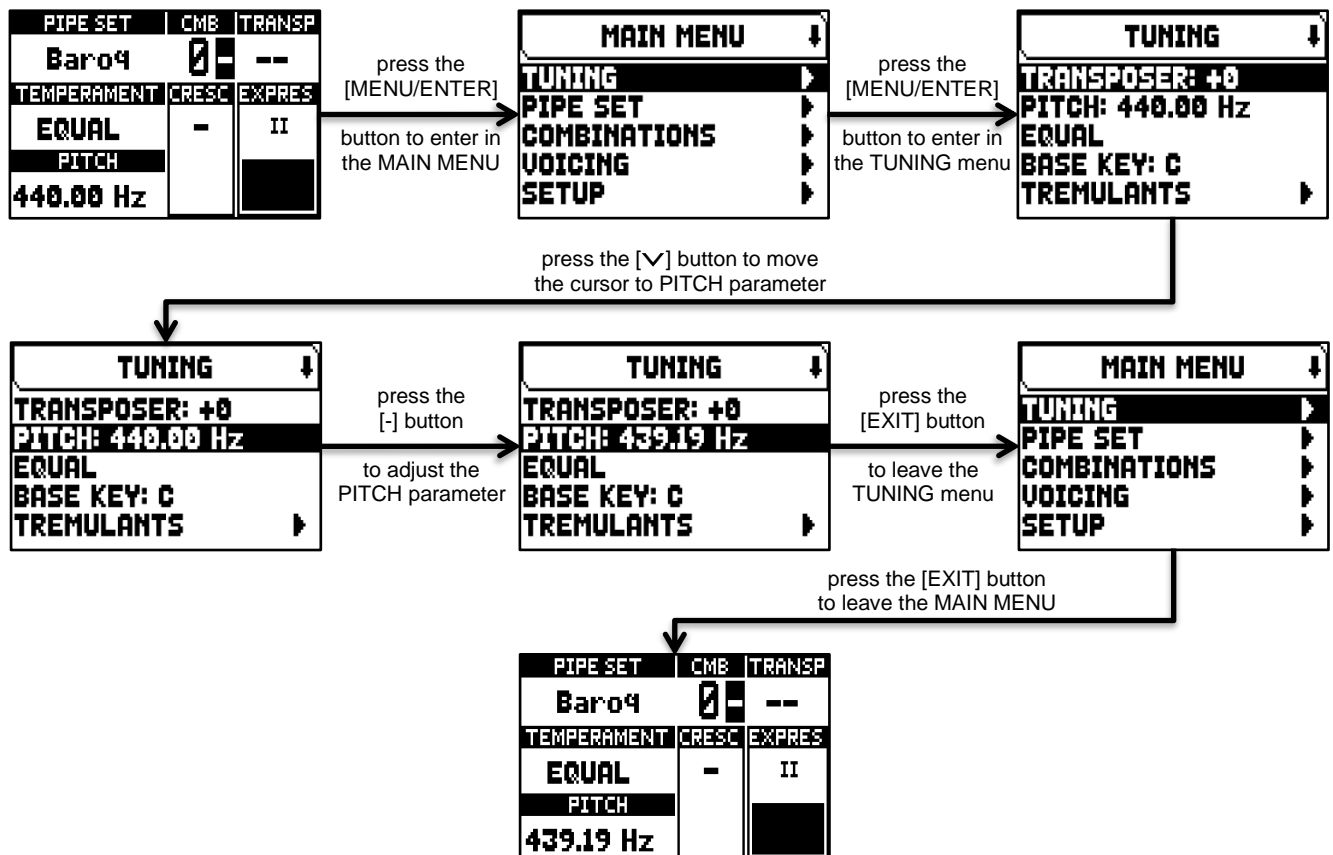 PIPE SET CMB TRANSP
Baroq 0- --
TEMPERAMENT CRESC EXPRES
EQUAL - II
PITCH
440.00 Hz
press the
[MENU/ENTER]
button to enter in
the MAIN MENU
MAIN MENU
TUNING
PIPE SET
COMBINATIONS
VOICING
SETUP
press the
[MENU/ENTER]
button to enter in
the TUNING menu
TUNING
TRANSPOSER: +0
PITCH: 440.00 Hz
EQUAL
BASE KEY: C
TREMULANTS
press the [∨] button to move
the cursor to PITCH parameter
TUNING
TRANSPOSER: +0
PITCH: 440.00 Hz
EQUAL
BASE KEY: C
TREMULANTS
press the
[-] button
to adjust the
PITCH parameter
TUNING
TRANSPOSER: +0
PITCH: 439.19 Hz
EQUAL
BASE KEY: C
TREMULANTS
press the
[EXIT] button
to leave the
TUNING menu
MAIN MENU
TUNING
PIPE SET
COMBINATIONS
VOICING
SETUP
press the [EXIT] button
to leave the MAIN MENU
PIPE SET CMB TRANSP
Baroq 0- --
TEMPERAMENT CRESC EXPRES
EQUAL - II
PITCH
439.19 Hz